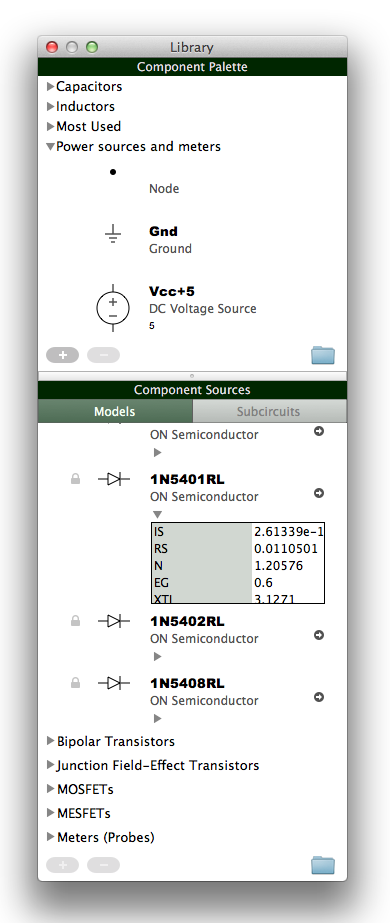 Library
Component Palette
Capacitors
Inductors
Most Used
Power sources and meters
Node
Gnd
Ground
Vcc+5
DC Voltage Source
5
Component Sources
Models Subcircuits
ON Semiconductor
1N5401RL
ON Semiconductor
IS 2.61339e-1
RS 0.0110501
N 1.20576
EG 0.6
XTI 3.1271
1N5402RL
ON Semiconductor
1N5408RL
ON Semiconductor
Bipolar Transistors
Junction Field-Effect Transistors
MOSFETs
MESFETs
Meters (Probes)